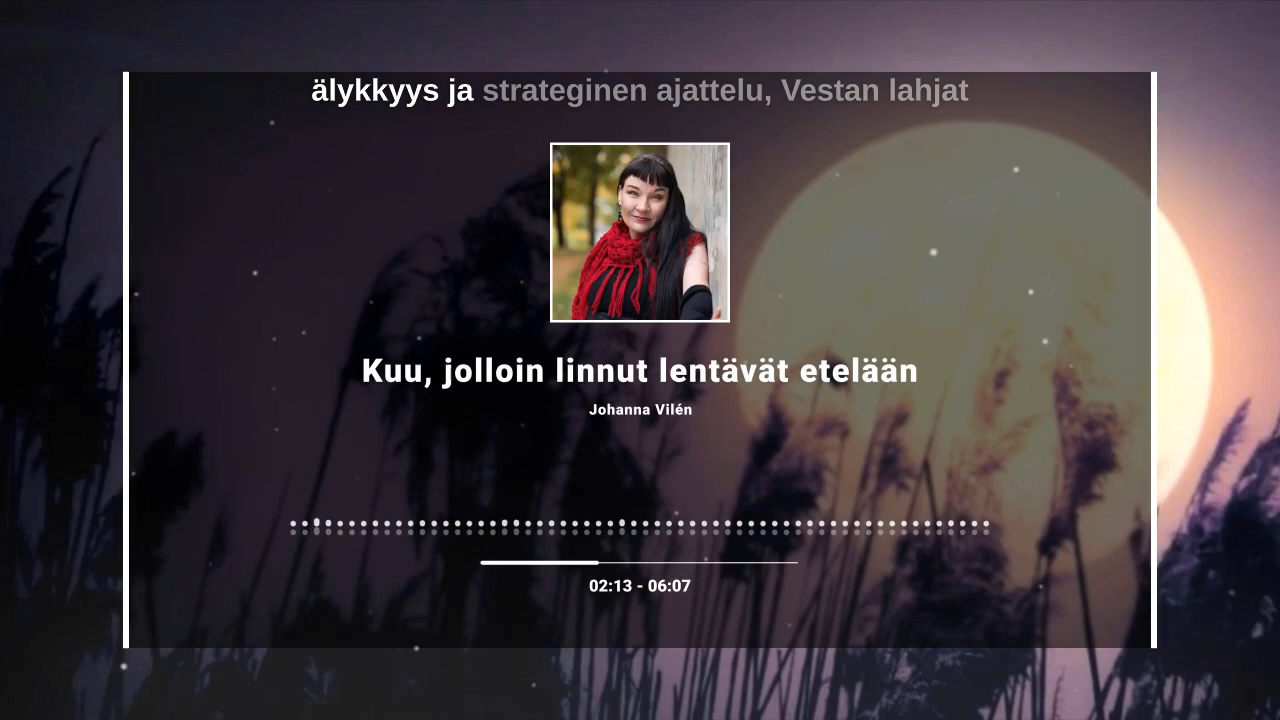 älykkyys ja strateginen ajattelu, Vestan lahjat
Kuu, jolloin linnut lentävät etelään
Johanna Vilén
02:13 - 06:07